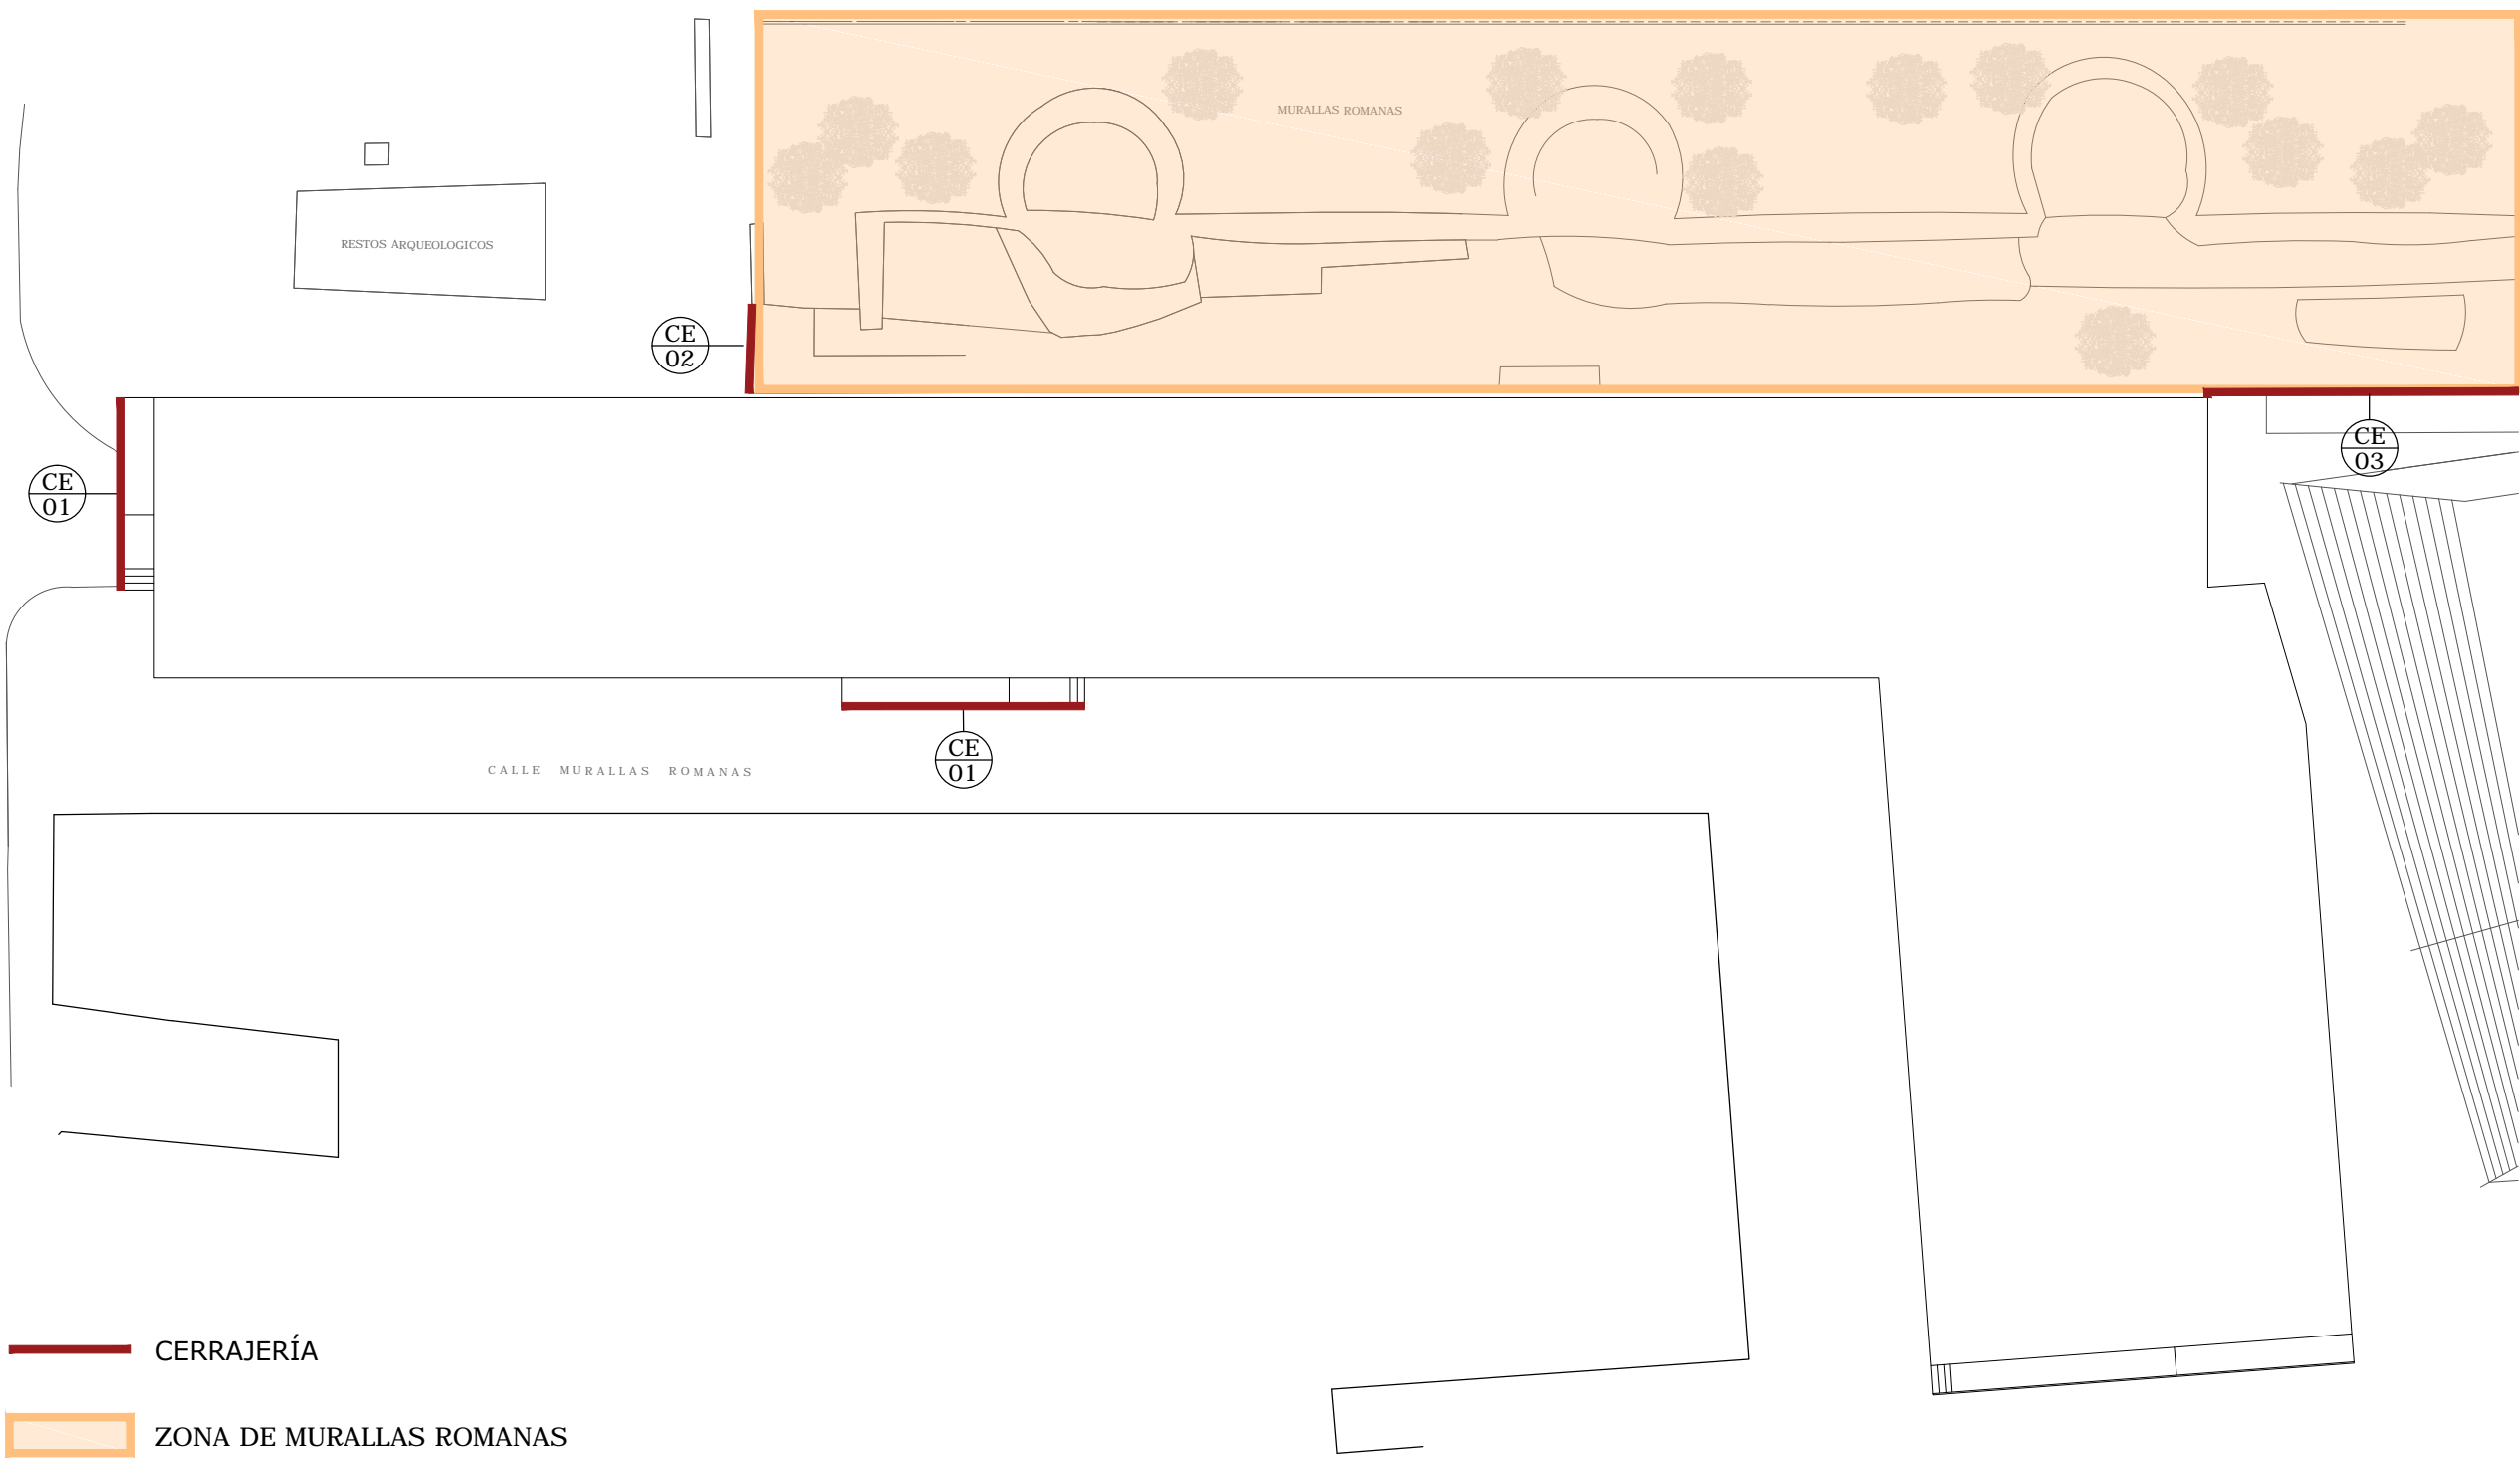 MURALLAS ROMANAS
RESTOS ARQUEOLOGICOS
CE
02
CE
03
CE
01
CE
01
CALLE MURALLAS ROMANAS
CERRAJERÍA
ZONA DE MURALLAS ROMANAS